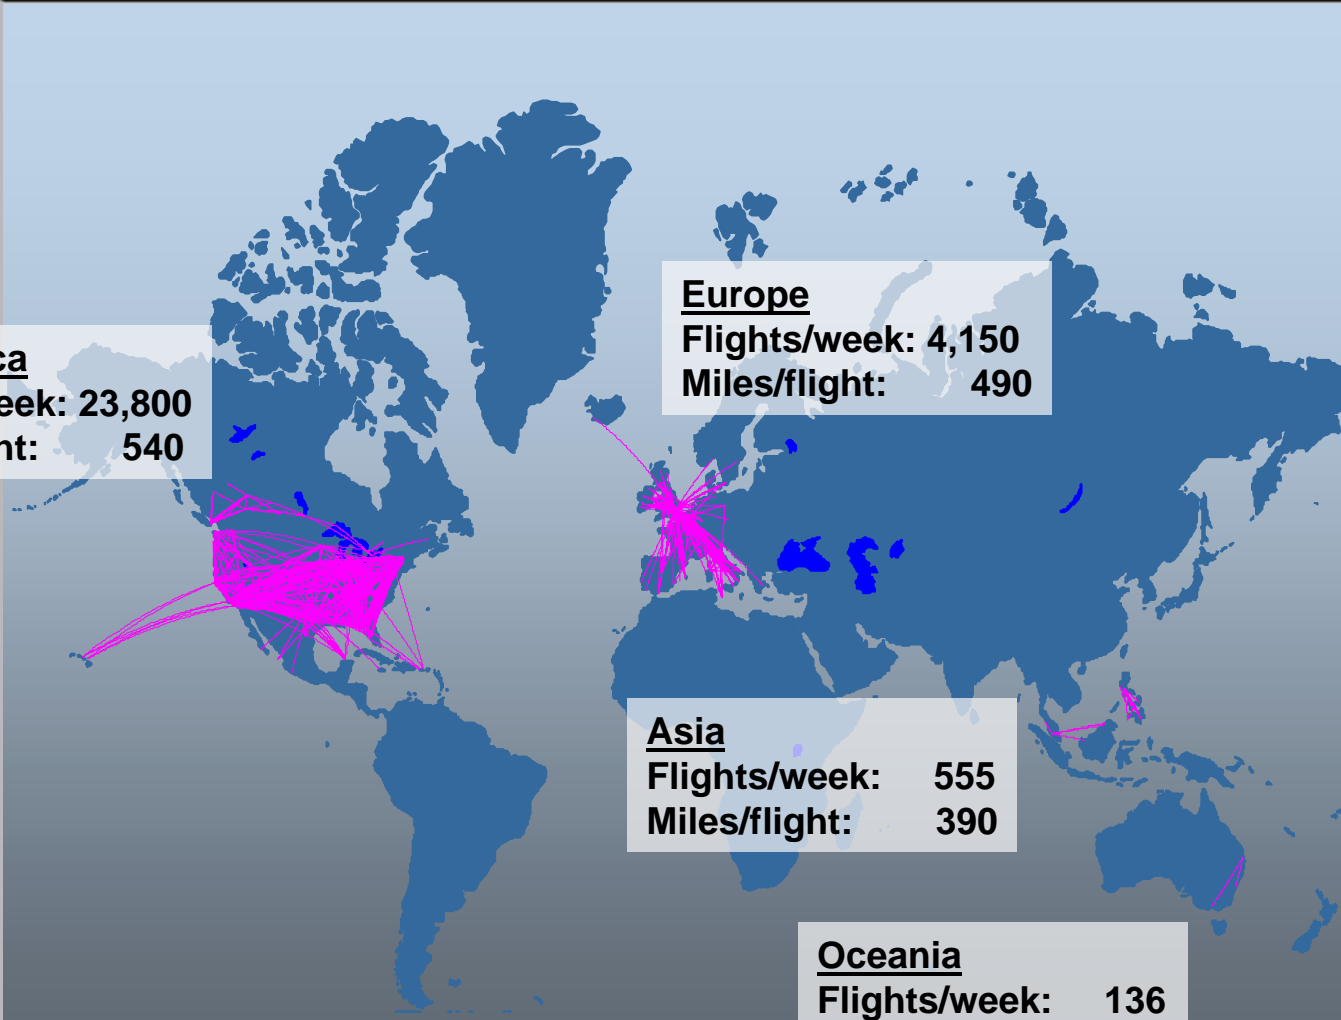 ca
eek: 23,800
ht: 540
Europe
Flights/week: 4,150
Miles/flight: 490
Asia
Flights/week: 555
Miles/flight: 390
Oceania
Flights/week: 136